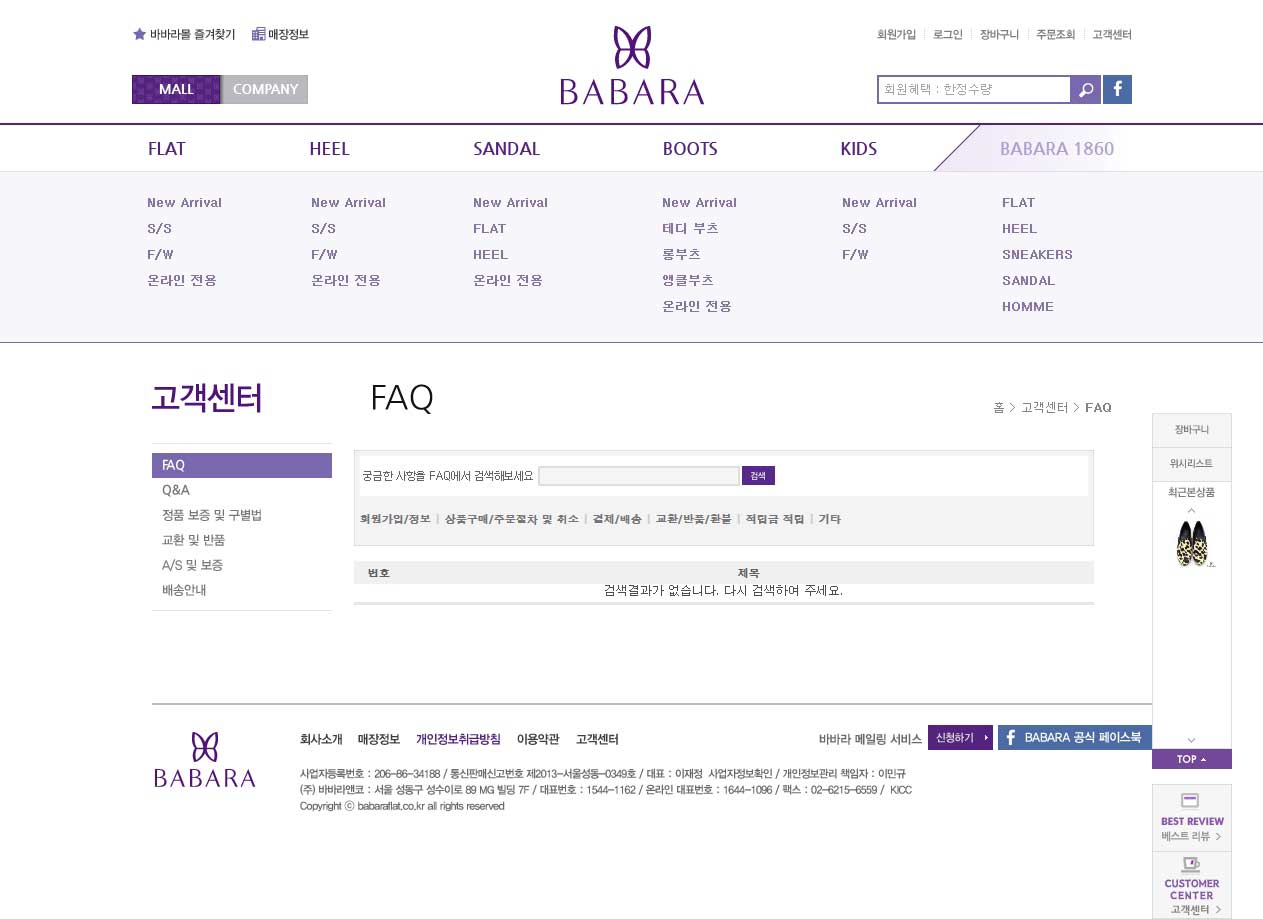 바바라몰 즐겨찾기 매장정보
회원가입 로그인 장바구니 주문조회 고객센터
BABARA
MALL COMPANY
회원혜택 : 한정수량
FLAT HEEL SANDAL BOOTS KIDS BABARA 1860
New Arrival New Arrival New Arrival New Arrival New Arrival FLAT
S/S S/S FLAT 테디 부츠 S/S HEEL
F/W F/W HEEL 롱부츠 F/W SNEAKERS
온라인 전용 온라인 전용 온라인 전용 앵클부츠 SANDAL
온라인 전용 HOMME
고객센터
FAQ
홈 > 고객센터 > FAQ
FAQ
Q&A
정품 보증 및 구별법
교환 및 반품
A/S 및 보증
배송안내
궁금한 사항을 FAQ에서 검색해보세요 검색
회원가입/정보 | 상품구매/주문절차 및 취소 | 결제/배송 | 교환/반품/환불 | 적립금 적립 | 기타
번호 제목
검색결과가 없습니다. 다시 검색하여 주세요.
장바구니
위시리스트
최근본상품
TOP
BEST REVIEW
베스트 리뷰 >
CUSTOMER
CENTER
고객센터 >
BABARA
회사소개 매장정보 개인정보취급방침 이용약관 고객센터
바바라 메일링 서비스 신청하기 BABARA 공식 페이스북
사업자등록번호 : 206-86-34188 / 통신판매신고번호 제2013-서울성동-0349호 / 대표 : 이재정 사업자정보확인 / 개인정보관리 책임자 : 이민규
(주) 바바라앤코 : 서울 성동구 성수이로 89 MG 빌딩 7F / 대표번호 : 1544-1162 / 온라인 대표번호 : 1644-1096 / 팩스 : 02-6215-6559 / KICC
Copyright ⓒ babaraflat.co.kr all rights reserved